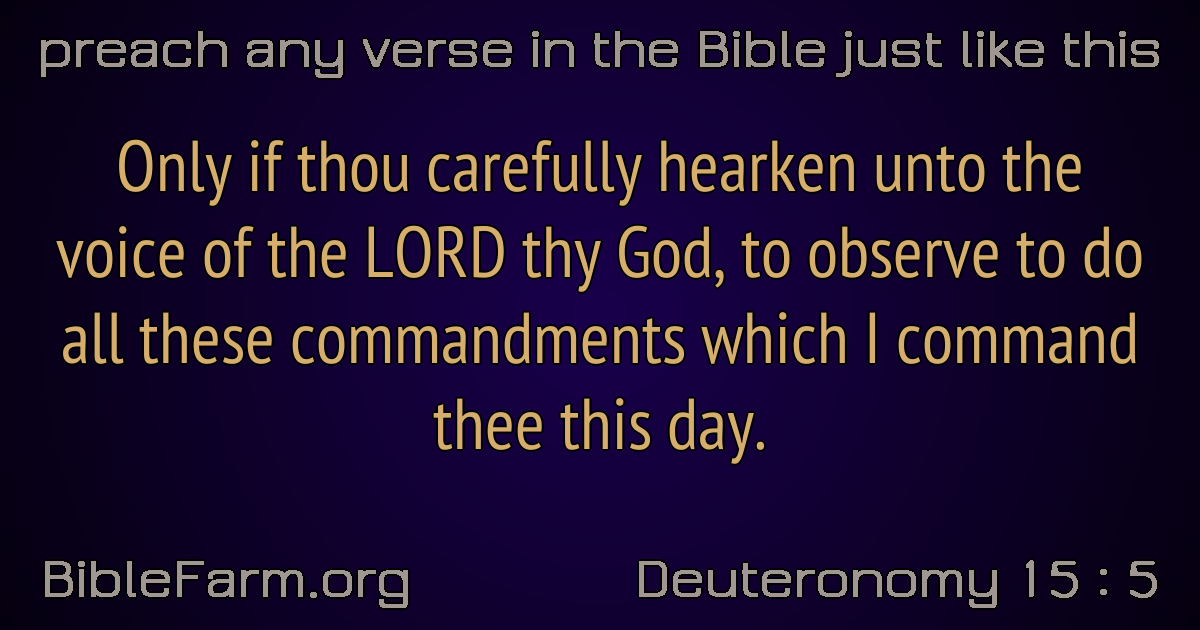 preach any verse in the Bible just like this
Only if thou carefully hearken unto the
voice of the LORD thy God, to observe to do
all these commandments which I command
thee this day.
BibleFarm.org
Deuteronomy 15 : 5